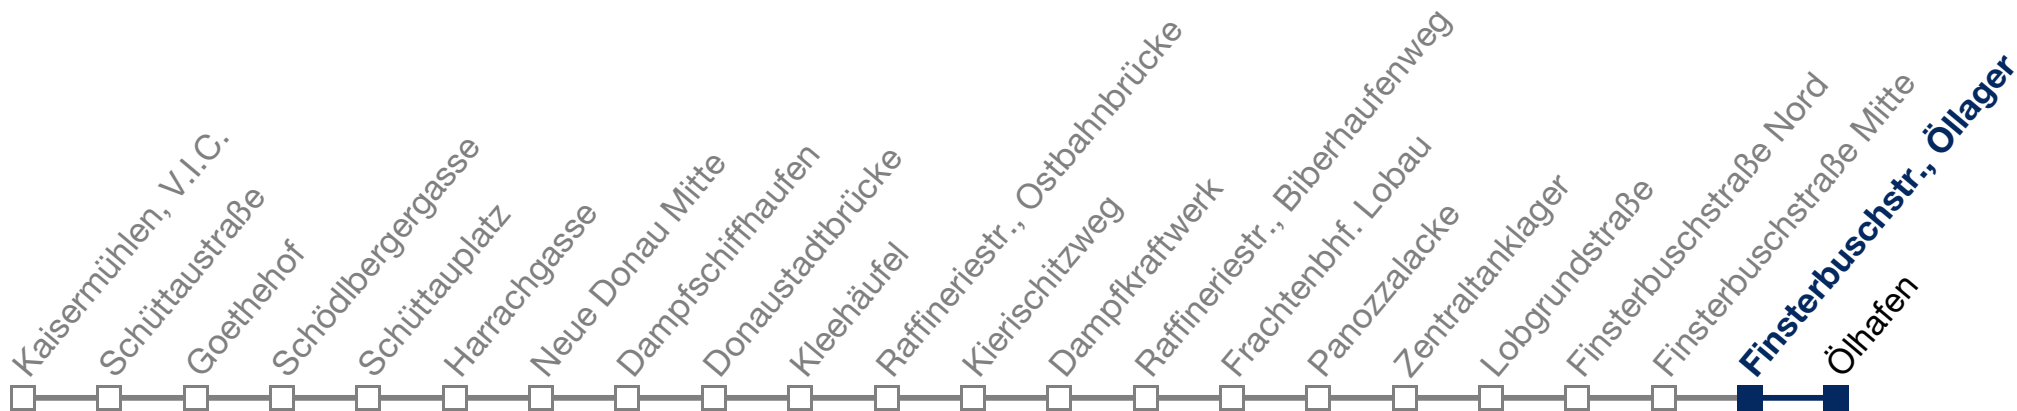 Kaisermühlen, V.I.C.
Schüttaustraße
Goethehof
Schödlbergergasse
Schüttauplatz
Harrachgasse
Neue Donau Mitte
Dampfschiffhaufen
Donaustadtbrücke
Kleehäufel
Raffineriestr., Ostbahnbrücke
Kierischitzweg
Dampfkraftwerk
Raffineriestr., Biberhaufenweg
Frachtenbhf. Lobau
Panozzalacke
Zentraltanklager
Lobgrundstraße
Finsterbuschstraße Nord
Finsterbuschstraße Mitte
Finsterbuschstr., Öllager
Ölhafen